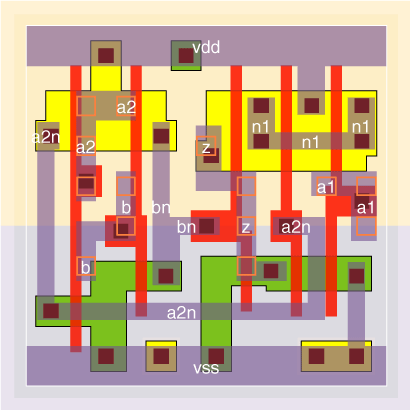 vdd
a2
n1 n1
a2n a2 z n1
a1
b bn a1
bn z a2n
b
a2n
vss